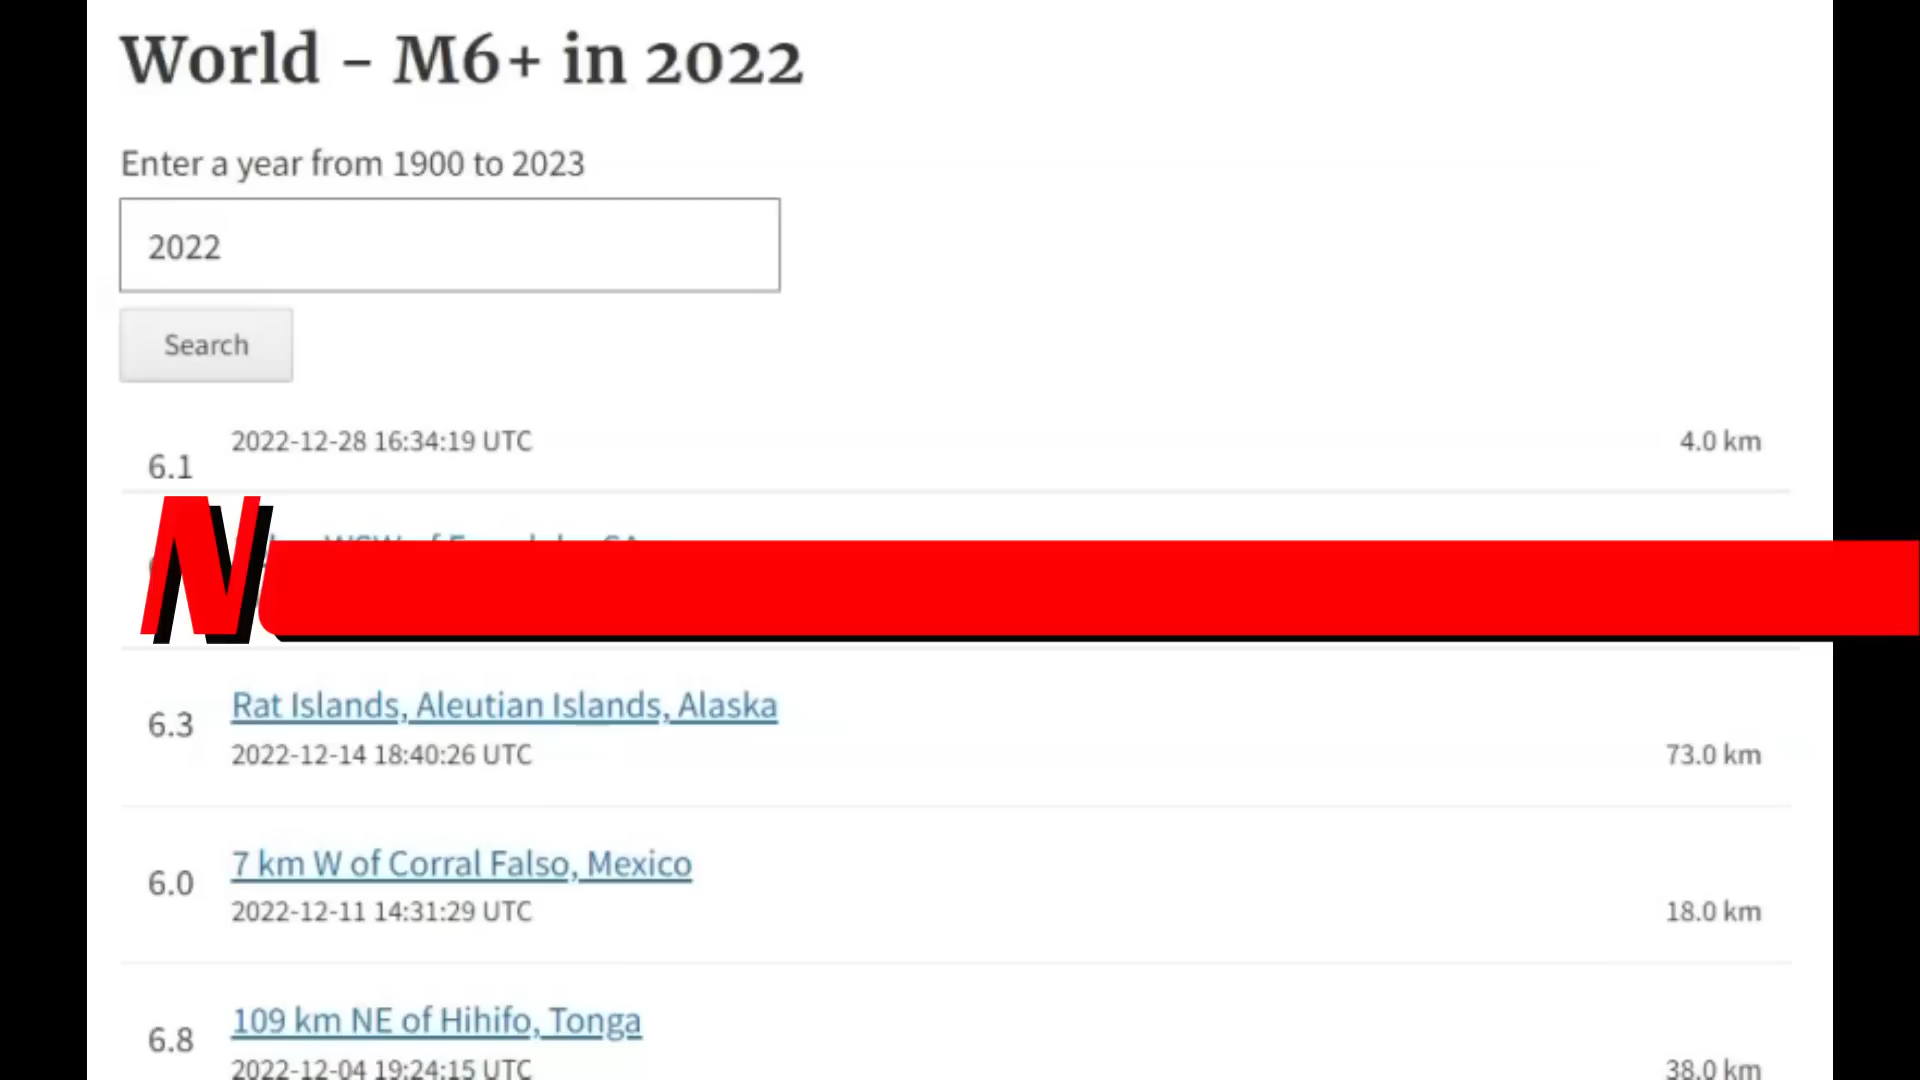 World - M6+ in 2022
Enter a year from 1900 to 2023
2022
Search
2022-12-28 16:34:19 UTC 4.0 km
6.1
N
6.3 Rat Islands, Aleutian Islands, Alaska
2022-12-14 18:40:26 UTC 73.0 km
6.0 7 km W of Corral Falso, Mexico
2022-12-11 14:31:29 UTC 18.0 km
6.8 109 km NE of Hihifo, Tonga
2022-12-04 19:24:15 UTC 38.0 km